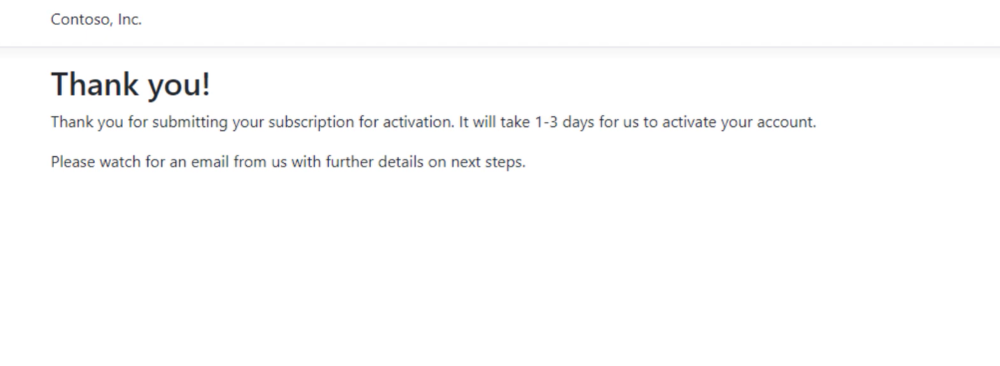 Contoso, Inc.
Thank you!
Thank you for submitting your subscription for activation. It will take 1-3 days for us to activate your account.
Please watch for an email from us with further details on next steps.